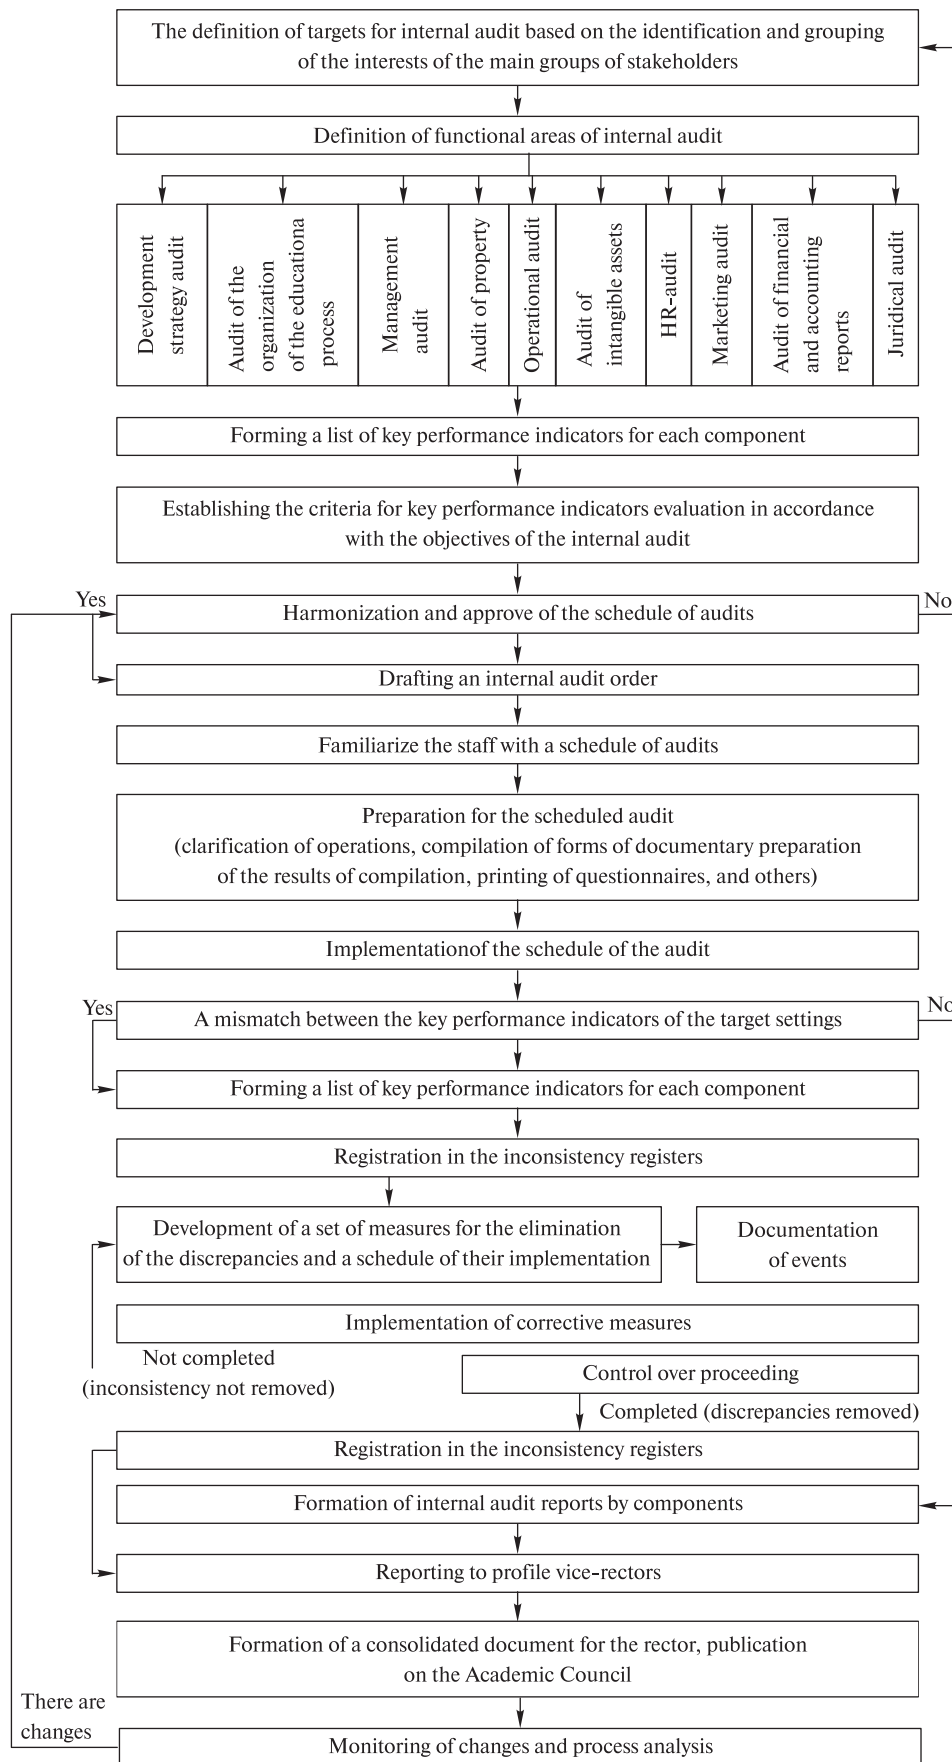 The definition of targets for internal audit based on the identification and grouping
of the interests of the main groups of stakeholders
Definition of functional areas of internal audit
Development
strategy audit
Audit of the
organization
of the educationa
process
Management
audit
Audit of property
Operational audit
Audit of
intangible assets
HR-audit
Marketing audit
Audit of financial
and accounting
reports
Juridical audit
Forming a list of key performance indicators for each component
Establishing the criteria for key performance indicators evaluation in accordance
with the objectives of the internal audit
Yes
Harmonization and approve of the schedule of audits
No
Drafting an internal audit order
Familiarize the staff with a schedule of audits
Preparation for the scheduled audit
(clarification of operations, compilation of forms of documentary preparation
of the results of compilation, printing of questionnaires, and others)
Implementationof the schedule of the audit
Yes
A mismatch between the key performance indicators of the target settings
No
Forming a list of key performance indicators for each component
Registration in the inconsistency registers
Development of a set of measures for the elimination
of the discrepancies and a schedule of their implementation
Documentation
of events
Implementation of corrective measures
Not completed
(inconsistency not removed)
Control over proceeding
Completed (discrepancies removed)
Registration in the inconsistency registers
Formation of internal audit reports by components
Reporting to profile vice-rectors
Formation of a consolidated document for the rector, publication
on the Academic Council
There are
changes
Monitoring of changes and process analysis